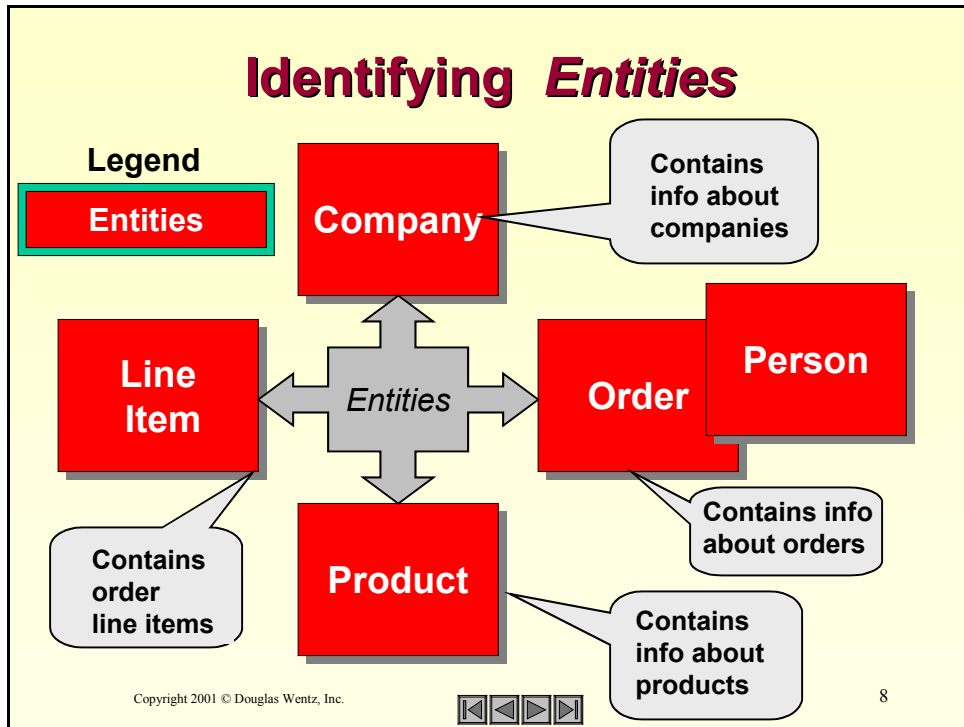 Identifying Entities
Legend
Entities
Company
Contains
info about
companies
Line
Item
Entities
Order
Person
Contains
order
line items
Product
Contains info
about orders
Contains
info about
products
Copyright 2001 © Douglas Wentz, Inc.
8